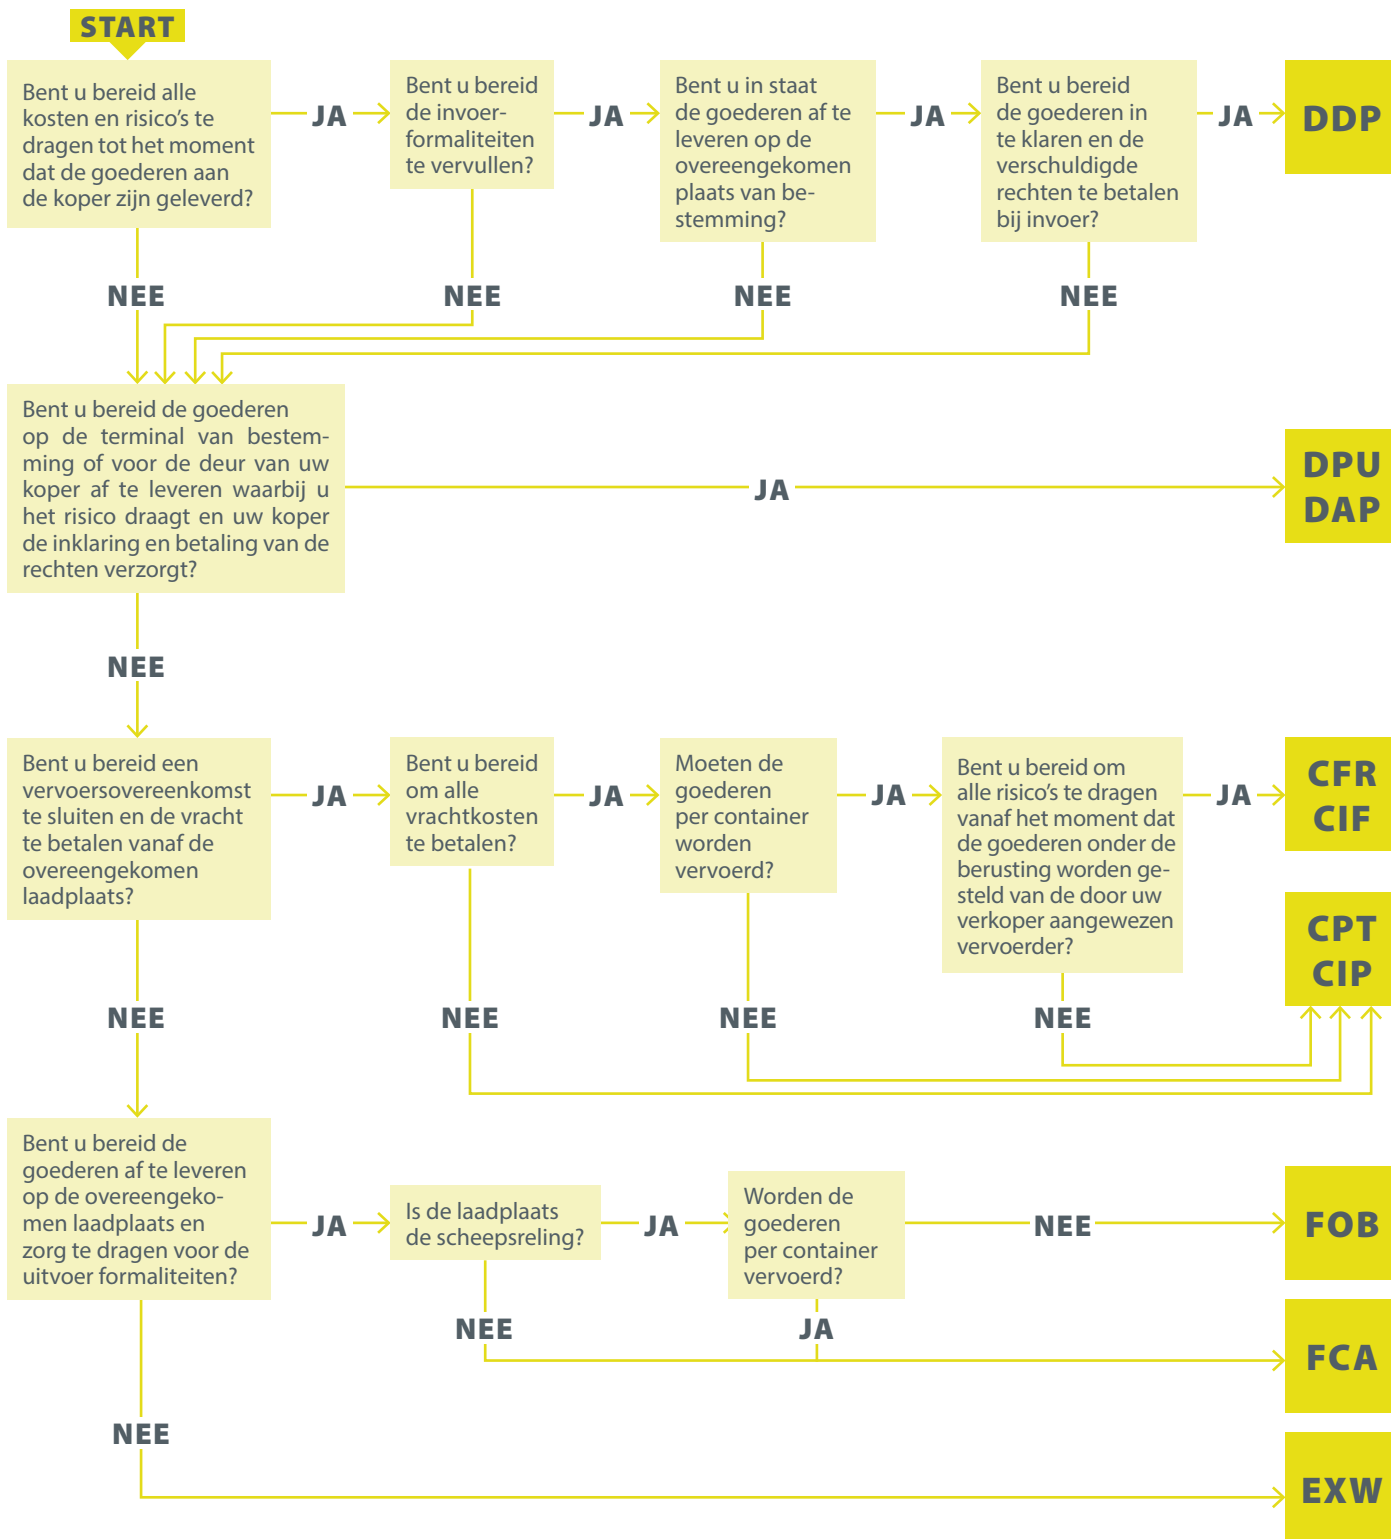 START
Bent u bereid alle
kosten en risico's te
dragen tot het moment
dat de goederen aan
de koper zijn geleverd?
JA
Bent u bereid
de invoer-
formaliteiten
te vervullen?
JA
Bent u in staat
de goederen af te
leveren op de
overeengekomen
plaats van be-
stemming?
JA
Bent u bereid
de goederen in
te klaren en de
verschuldigde
rechten te betalen
bij invoer?
JA
DDP
NEE
NEE
NEE
NEE
Bent u bereid de goederen
op de terminal van bestem-
ming of voor de deur van uw
koper af te leveren waarbij u
het risico draagt en uw koper
de inklaring en betaling van de
rechten verzorgt?
JA
DPU
DAP
NEE
Bent u bereid een
vervoersovereenkomst
te sluiten en de vracht
te betalen vanaf de
overeengekomen
laadplaats?
JA
Bent u bereid
om alle
vrachtkosten
te betalen?
JA
Moeten de
goederen
per container
worden
vervoerd?
JA
Bent u bereid om
alle risico's te dragen
vanaf het moment dat
de goederen onder de
berusting worden ge-
steld van de door uw
verkoper aangewezen
vervoerder?
JA
CFR
CIF
CPT
CIP
NEE
NEE
NEE
NEE
Bent u bereid de
goederen af te leveren
op de overeengeko-
men laadplaats en
zorg te dragen voor de
uitvoer formaliteiten?
JA
Is de laadplaats
de scheepsreling?
JA
Worden de
goederen
per container
vervoerd?
NEE
FOB
NEE
JA
FCA
NEE
EXW